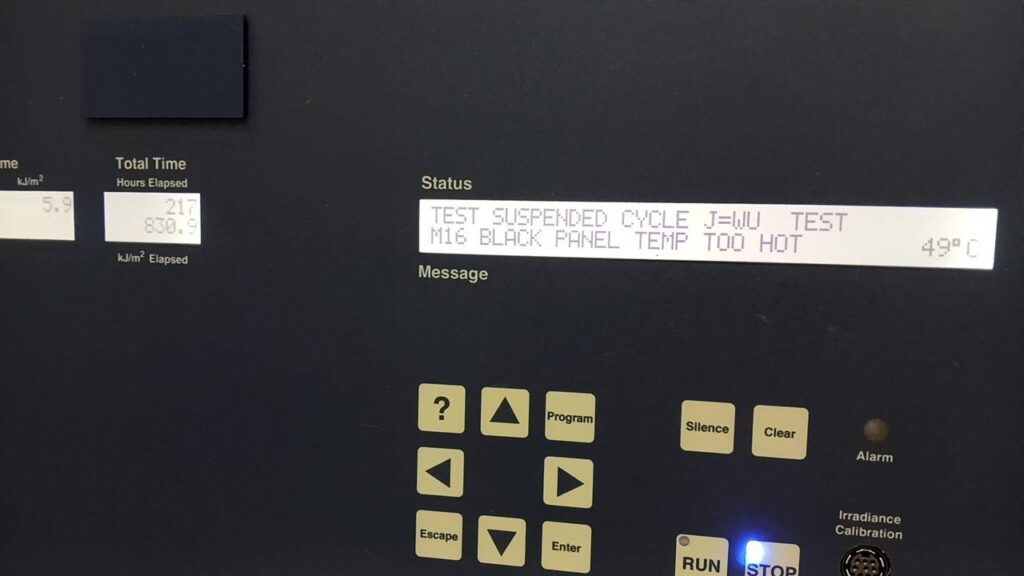 me
kJ/m²
5.9
Total Time
Hours Elapsed
217
830.9
kJ/m² Elapsed
Status
TEST SUSPENDED CYCLE J=WU TEST
M16 BLACK PANEL TEMP TOO HOT 49°C
Message
?
Program
Escape
Enter
Silence
Clear
Alarm
Irradiance
Calibration
RUN
STOP